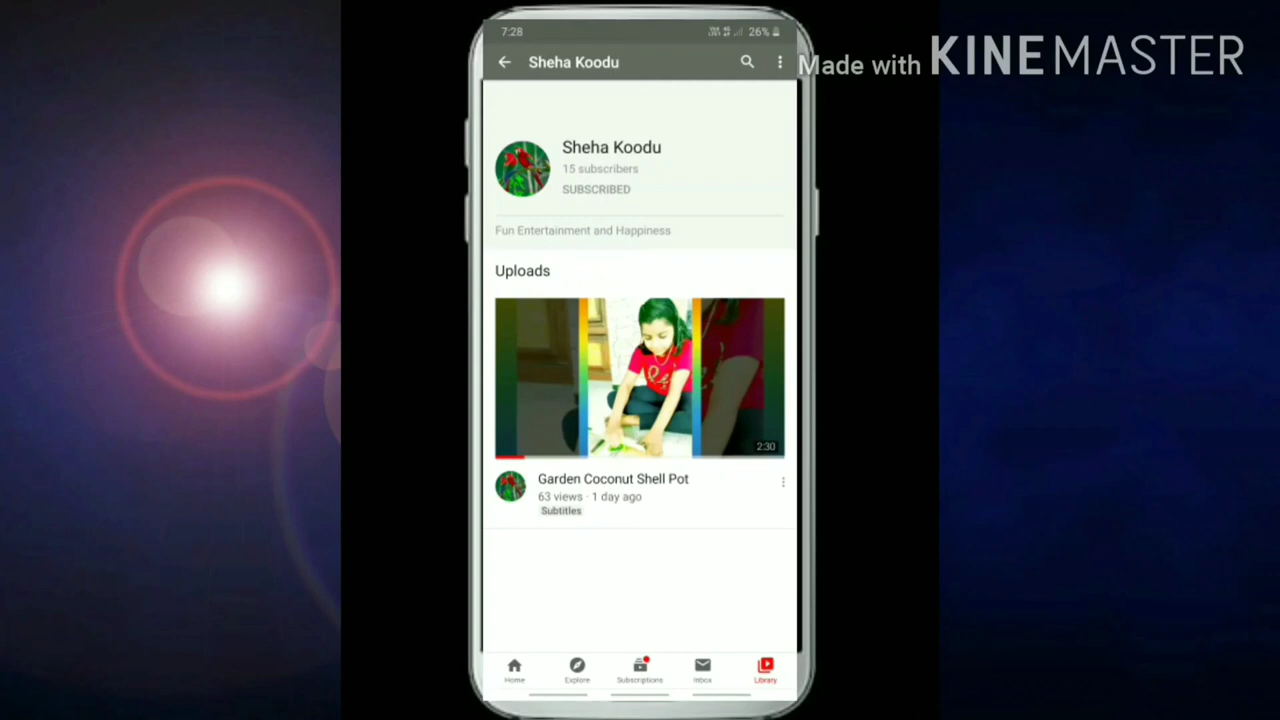 7:28
26%
Sheha Koodu
Made with KINEMASTER
Sheha Koodu
15 subscribers
SUBSCRIBED
Fun Entertainment and Happiness
Uploads
2:30
Garden Coconut Shell Pot
63 views · 1 day ago
Subtitles
Home
Explore
Subscriptions
Inbox
Library